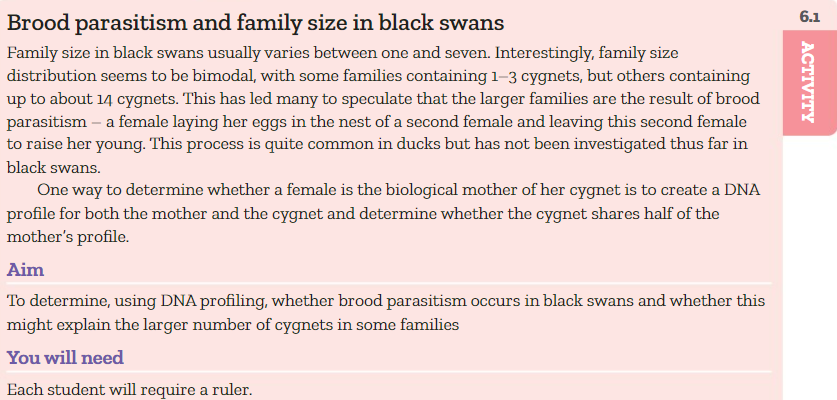 Brood parasitism and family size in black swans
6.1
ACTIVITY
Family size in black swans usually varies between one and seven. Interestingly, family size
distribution seems to be bimodal, with some families containing 1–3 cygnets, but others containing
up to about 14 cygnets. This has led many to speculate that the larger families are the result of brood
parasitism – a female laying her eggs in the nest of a second female and leaving this second female
to raise her young. This process is quite common in ducks but has not been investigated thus far in
black swans.
One way to determine whether a female is the biological mother of her cygnet is to create a DNA
profile for both the mother and the cygnet and determine whether the cygnet shares half of the
mother's profile.
Aim
To determine, using DNA profiling, whether brood parasitism occurs in black swans and whether this
might explain the larger number of cygnets in some families
You will need
Each student will require a ruler.